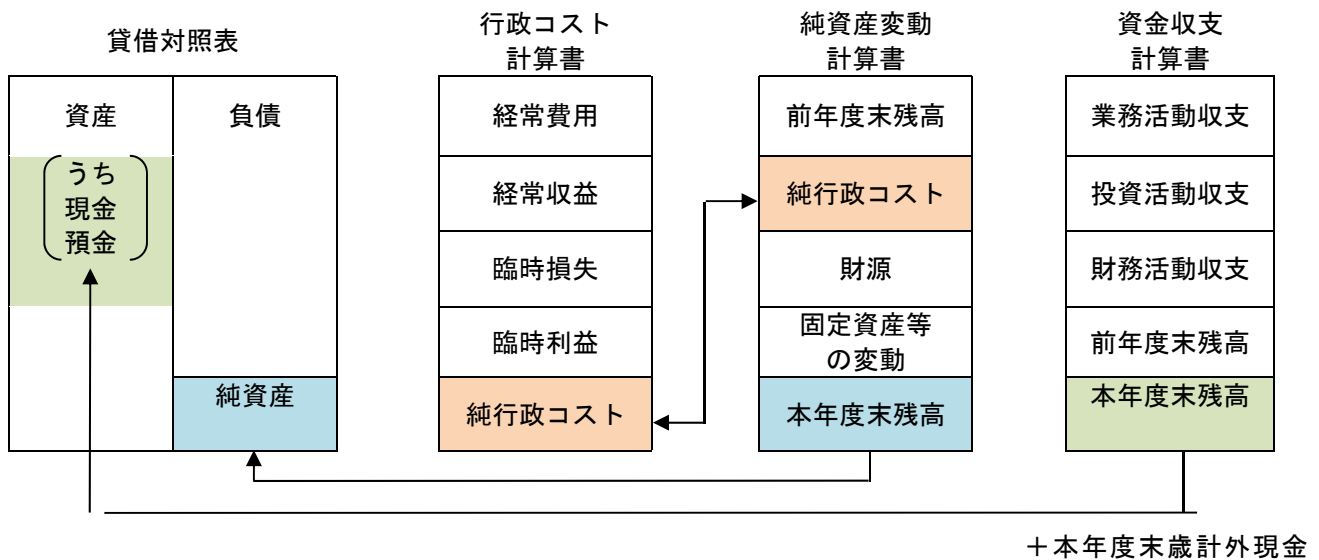 貸借対照表
資産
負債
うち
現金
預金
純資産
行政コスト
計算書
経常費用
経常収益
臨時損失
臨時利益
純行政コスト
純資産変動
計算書
前年度末残高
純行政コスト
財源
固定資産等
の変動
本年度末残高
資金収支
計算書
業務活動収支
投資活動収支
財務活動収支
前年度末残高
本年度末残高
＋本年度末歳計外現金